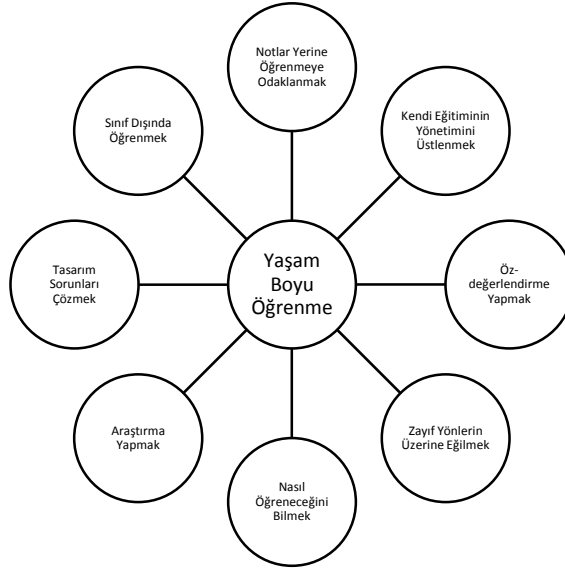 Notlar Yerine
Öğrenmeye
Odaklanmak
Kendi Eğitiminin
Yönetimini
Üstlenmek
Öz-
değerlendirme
Yapmak
Zayıf Yönlerin
Üzerine Eğilmek
Nasıl
Öğreneceğini
Bilmek
Araştırma
Yapmak
Tasarım
Sorunları
Çözmek
Sınıf Dışında
Öğrenmek
Yaşam
Boyu
Öğrenme